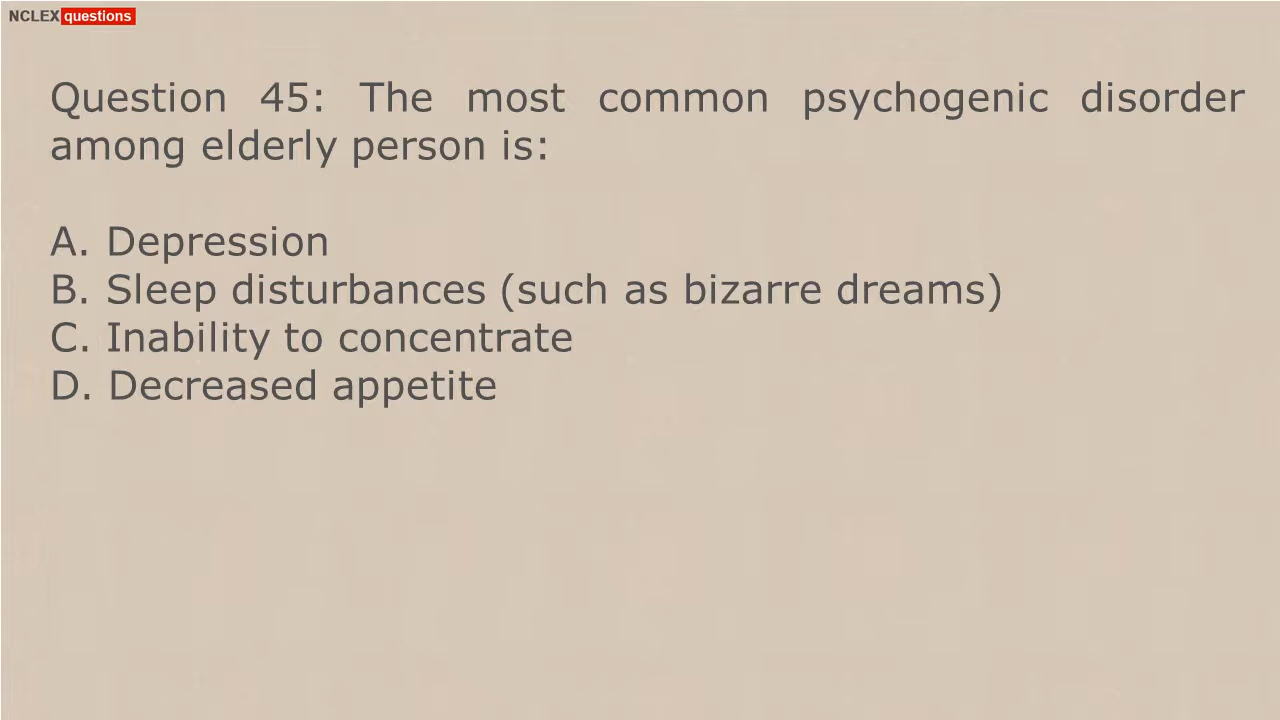 NCLEX questions
Question 45: The most common psychogenic disorder
among elderly person is:
A. Depression
B. Sleep disturbances (such as bizarre dreams)
C. Inability to concentrate
D. Decreased appetite